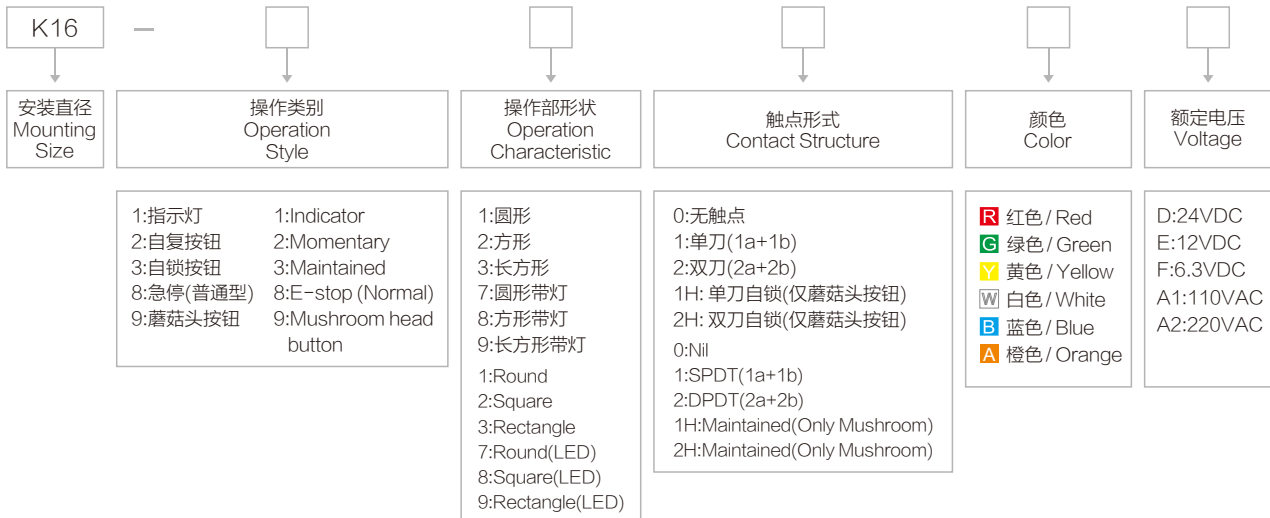 K16 —
安装直径
Mounting
Size
操作类别
Operation
Style
操作部形状
Operation
Characteristic
触点形式
Contact Structure
颜色
Color
额定电压
Voltage
1:指示灯
2:自复按钮
3:自锁按钮
8:急停(普通型)
9:蘑菇头按钮
1:Indicator
2:Momentary
3:Maintained
8:E-stop (Normal)
9:Mushroom head
button
1:圆形
2:方形
3:长方形
7:圆形带灯
8:方形带灯
9:长方形带灯
1:Round
2:Square
3:Rectangle
7:Round(LED)
8:Square(LED)
9:Rectangle(LED)
0:无触点
1:单刀(1a+1b)
2:双刀(2a+2b)
1H: 单刀自锁(仅蘑菇头按钮)
2H: 双刀自锁(仅蘑菇头按钮)
0:Nil
1:SPDT(1a+1b)
2:DPDT(2a+2b)
1H:Maintained(Only Mushroom)
2H:Maintained(Only Mushroom)
R 红色/Red
G 绿色/Green
Y 黄色/Yellow
W 白色/White
B 蓝色/Blue
A 橙色/Orange
D:24VDC
E:12VDC
F:6.3VDC
A1:110VAC
A2:220VAC